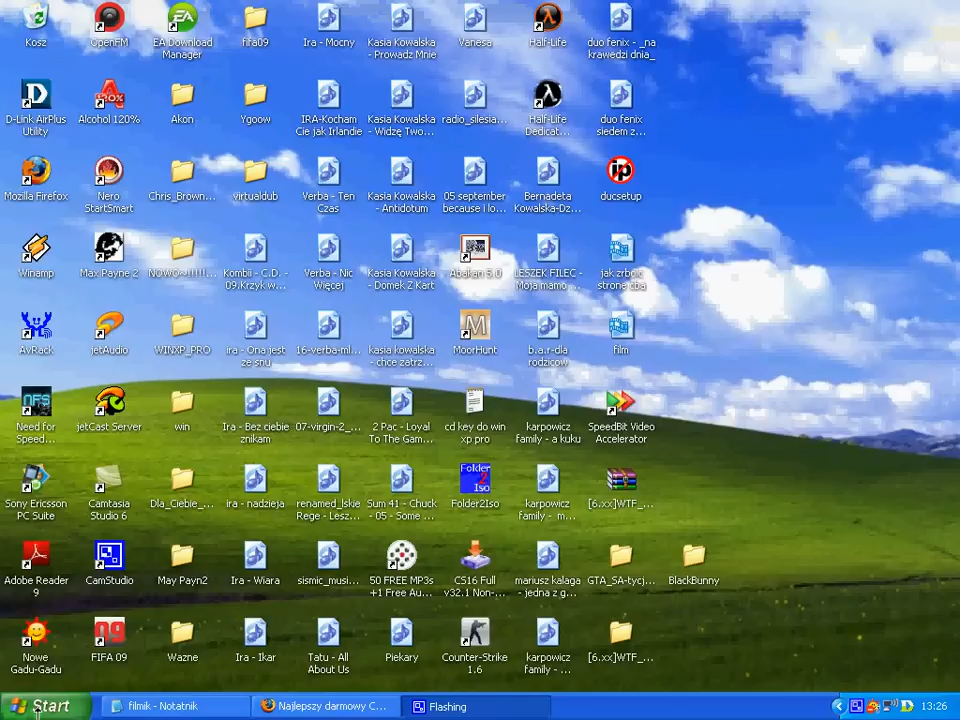 Kosz
OpenFM
EA Download
Manager
fifa09
Ira - Mocny
Kasia Kowalska
- Prowadz Mnie
Vanesa
Half-Life
duo fenix - _na
krawedzi dnia_
D-Link AirPlus
Utility
Alcohol 120%
Akon
Ygoow
IRA-Kocham
Cie jak Irlandie
Kasia Kowalska
- Widzę Two...
radio_silesia...
Half-Life
Dedicat...
duo fenix
siedem z...
Mozilla Firefox
Nero
StartSmart
Chris_Brown...
virtualdub
Verba - Ten
Czas
Kasia Kowalska
- Antidotum
05 september
because i lo...
Bernadeta
Kowalska-Dz...
ducsetup
Winamp
Max Payne 2
NOWO~!!!!!!...
Kombii - C.D. -
09.Krzyk w...
Verba - Nic
Więcej
Kasia Kowalska
- Domek Z Kart
Abakan 5.0
LESZEK FILEC -
Moja mamo ...
jak zrbolc
strone cba
AvRack
jetAudio
WINXP_PRO
ira - Ona jest
ze snu
16-verba-ml...
kasia kowalska
- chce zatrz...
MoorHunt
b.a.r-dla
rodzicow
film
Need for
Speed...
jetCast Server
win
Ira - Bez ciebie
znikam
07-virgin-2_...
2 Pac - Loyal
To The Gam...
cd key do win
xp pro
karpowicz
family - a kuku
SpeedBit Video
Accelerator
Sony Ericsson
PC Suite
Camtasia
Studio 6
Dla_Ciebie_...
ira - nadzieja
renamed_Iskie
Rege - Lesz...
Sum 41 - Chuck
- 05 - Some ...
Folder
2
Iso
Folder2Iso
karpowicz
family - m...
[6.xx]WTF_...
Adobe Reader
9
CamStudio
May Payn2
Ira - Wiara
sismic_musi...
50 FREE MP3s
+1 Free Au...
CS16 Full
v32.1 Non-...
mariusz kalaga
- jedna z g...
GTA_SA-tycj...
BlackBunny
Nowe
Gadu-Gadu
FIFA 09
Wazne
Ira - Ikar
Tatu - All
About Us
Piekary
Counter-Strike
1.6
karpowicz
family - ...
[6.xx]WTF_...
Start
filmik - Notatnik
Najlepszy darmowy C...
Flashing
13:26